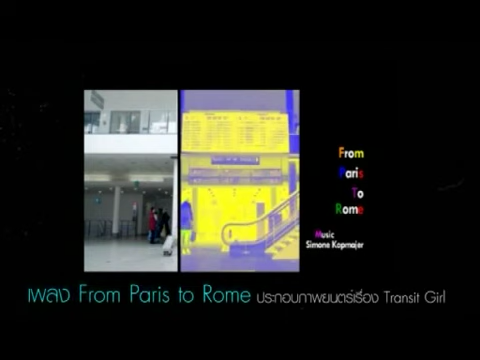 From
Paris
To
Rome
Music
Simone Kopmajer
เพลง From Paris to Rome ประกอบภาพยนตร์เรื่อง Transit Girl